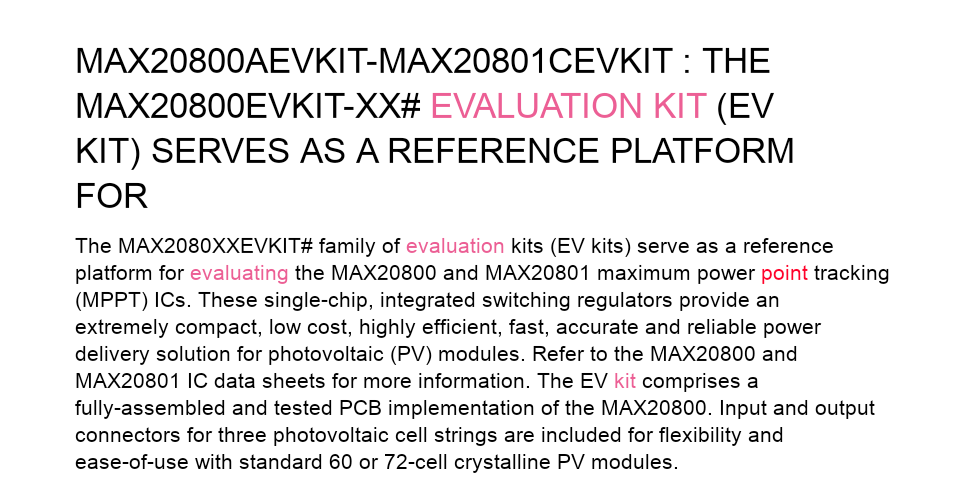 MAX20800AEVKIT-MAX20801CEVKIT : THE
MAX20800EVKIT-XX# EVALUATION KIT (EV
KIT) SERVES AS A REFERENCE PLATFORM
FOR
The MAX2080XXEVKIT# family of evaluation kits (EV kits) serve as a reference
platform for evaluating the MAX20800 and MAX20801 maximum power point tracking
(MPPT) ICs. These single-chip, integrated switching regulators provide an
extremely compact, low cost, highly efficient, fast, accurate and reliable power
delivery solution for photovoltaic (PV) modules. Refer to the MAX20800 and
MAX20801 IC data sheets for more information. The EV kit comprises a
fully-assembled and tested PCB implementation of the MAX20800. Input and output
connectors for three photovoltaic cell strings are included for flexibility and
ease-of-use with standard 60 or 72-cell crystalline PV modules.